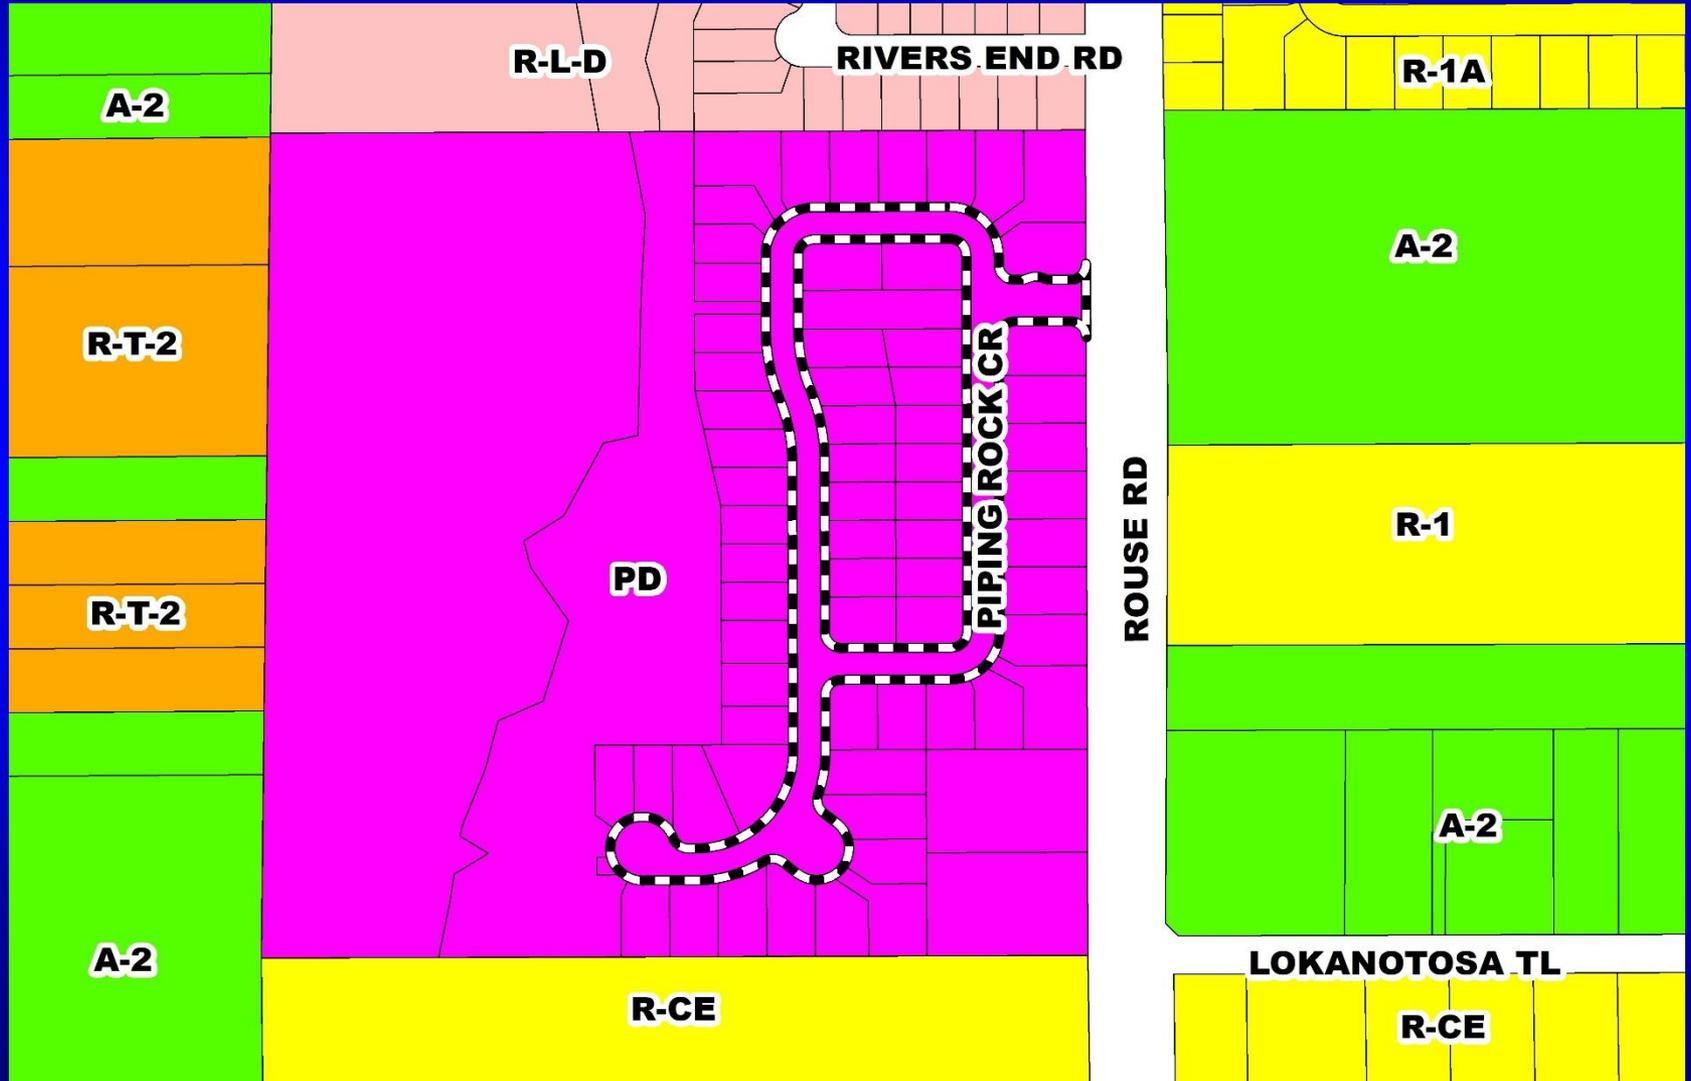 R-L-D
RIVERS END RD
R-1A
A-2
A-2
R-T-2
PIPING ROCK CR
ROUSE RD
R-1
PD
R-T-2
A-2
A-2
LOKANOTOSA TL
R-CE
R-CE